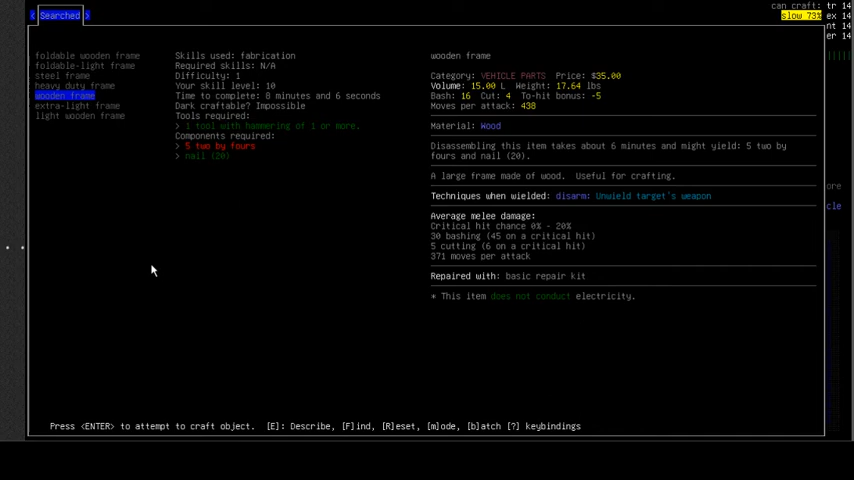 can craft: tr 14
< Searched >
slow 73% ex 14
nt 14
er 14
foldable wooden frame
foldable-light frame
steel frame
heavy duty frame
wooden frame
extra-light frame
light wooden frame
Skills used: fabrication
Required skills: N/A
Difficulty: 1
Your skill level: 10
Time to complete: 8 minutes and 6 seconds
Dark craftable? Impossible
Tools required:
> 1 tool with hammering of 1 or more.
Components required:
> 5 two by fours
> nail (20)
wooden frame
Category: VEHICLE PARTS Price: $35.00
Volume: 15.00 L Weight: 17.64 lbs
Bash: 16 Cut: 4 To-hit bonus: -5
Moves per attack: 438
Material: Wood
Disassembling this item takes about 6 minutes and might yield: 5 two by
fours and nail (20).
A large frame made of wood. Useful for crafting.
Techniques when wielded: disarm: Unwield target's weapon
Average melee damage:
Critical hit chance 0% - 20%
30 bashing (45 on a critical hit)
5 cutting (6 on a critical hit)
371 moves per attack
Repaired with: basic repair kit
* This item does not conduct electricity.
ore
cle
Press <ENTER> to attempt to craft object. [E]: Describe, [F]ind, [R]eset, [m]ode, [b]atch [?] keybindings